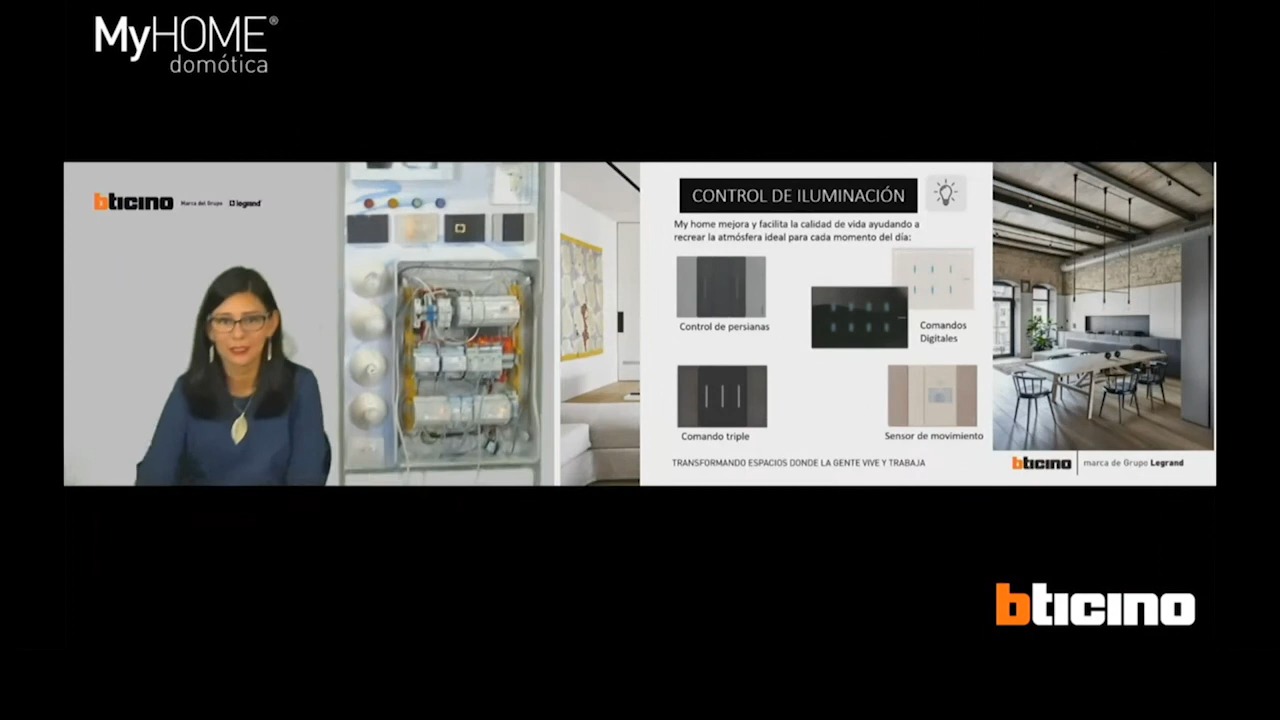 MyHOME®
domótica
bticino Marca del Grupo legrand
CONTROL DE ILUMINACIÓN
My home mejora y facilita la calidad de vida ayudando a
recrear la atmósfera ideal para cada momento del día:
Control de persianas
Comandos
Digitales
Comando triple
Sensor de movimiento
TRANSFORMANDO ESPACIOS DONDE LA GENTE VIVE Y TRABAJA
bticino marca de Grupo Legrand
bticino